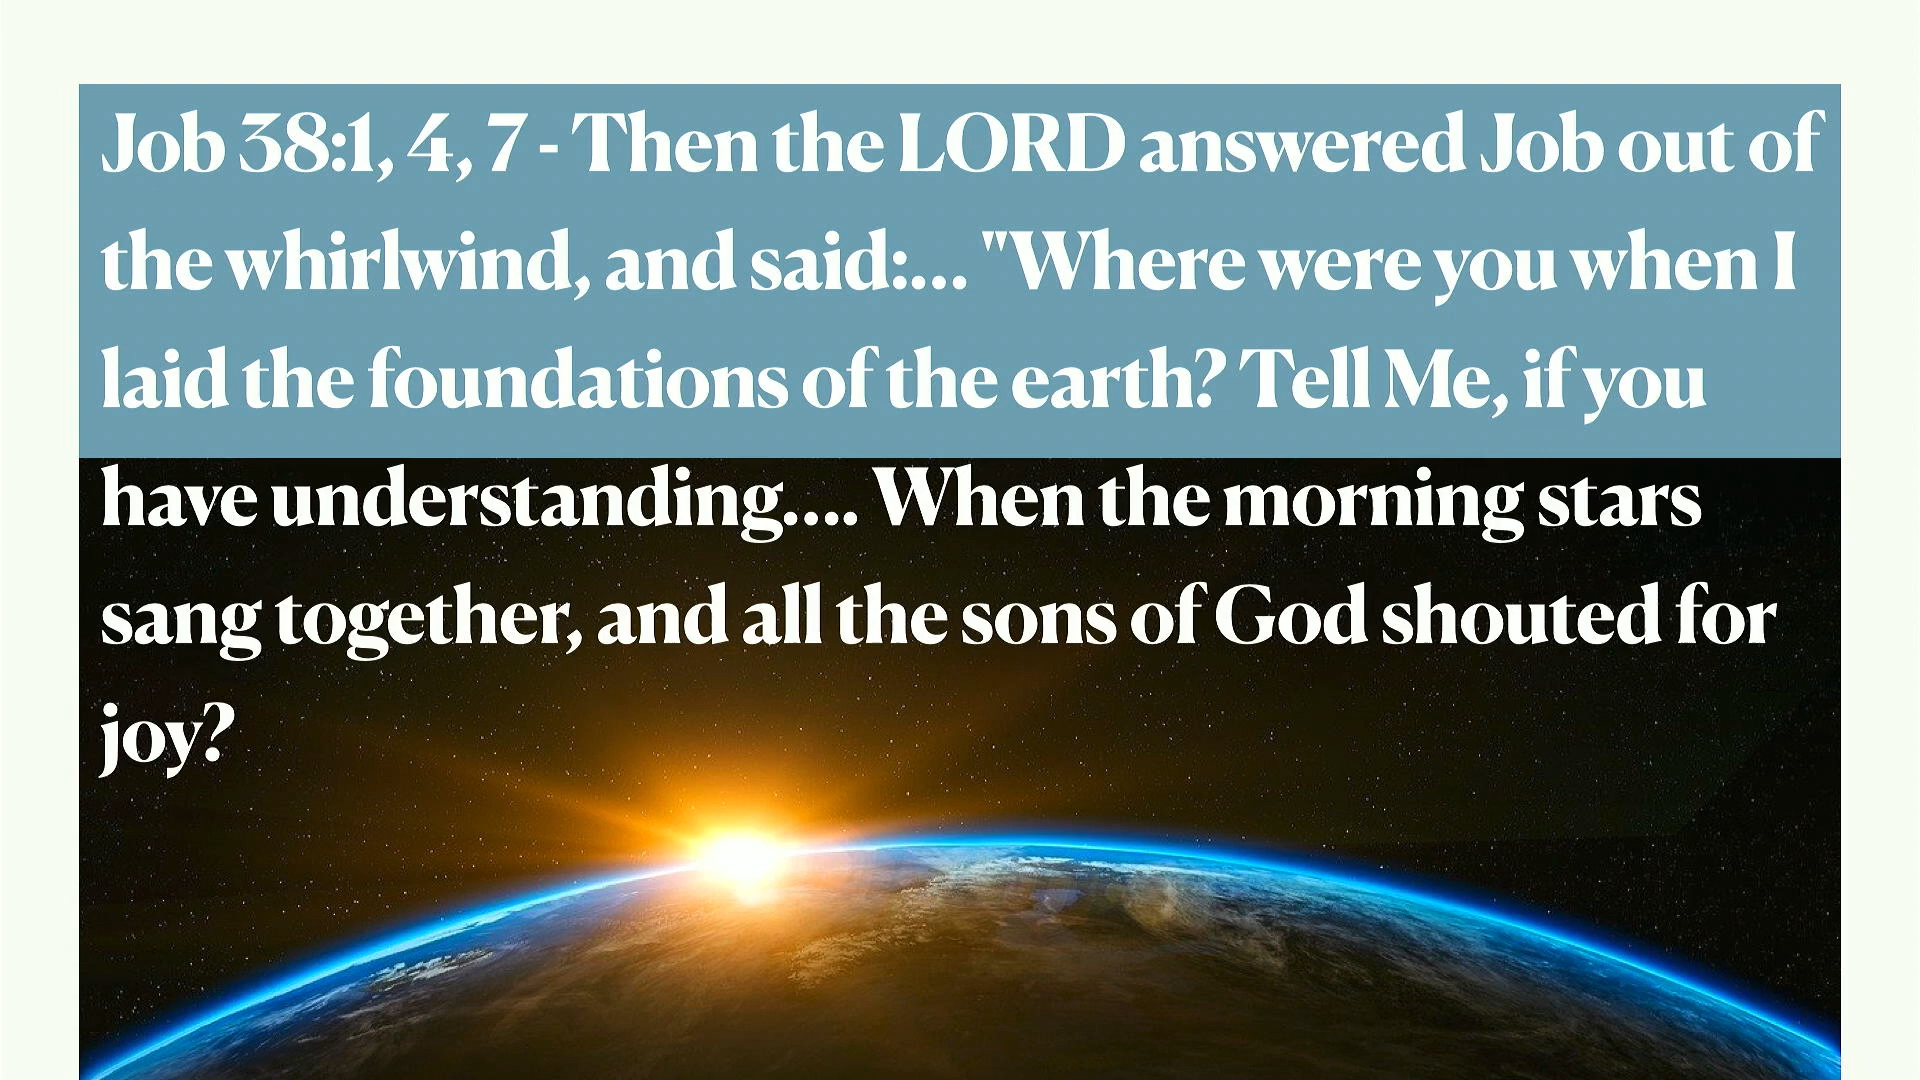 Job 38:1, 4, 7 - Then the LORD answered Job out of
the whirlwind, and said:... "Where were you when I
laid the foundations of the earth? Tell Me, if you
have understanding.... When the morning stars
sang together, and all the sons of God shouted for
joy?